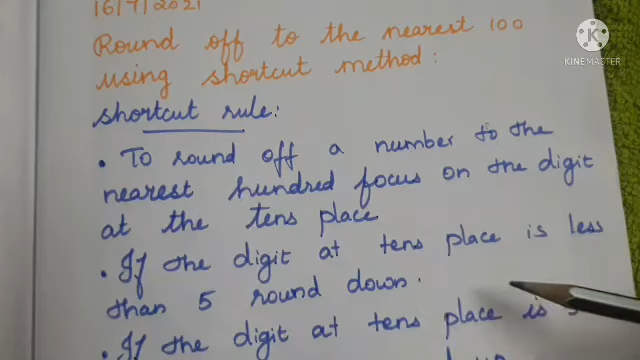 16/7/2021
Round off to the nearest 100
using shortcut method:
shortcut rule:
• To round off a number to the
nearest hundred focus on the digit
at the tens place
• If the digit at tens place is less
than 5 round down.
• If the digit at tens place is 5
KINEMASTER